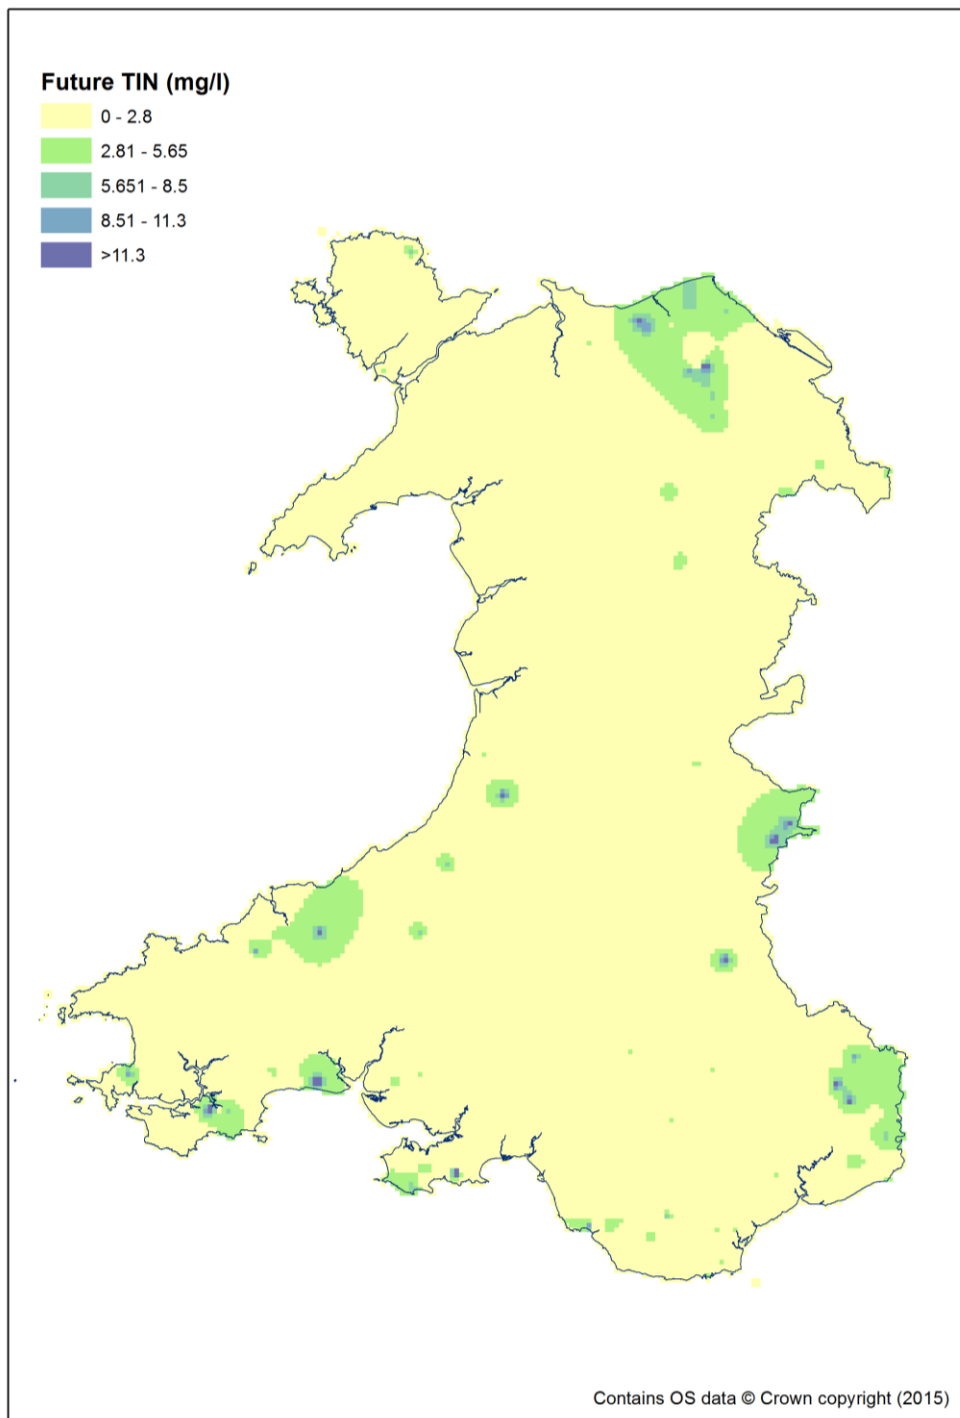 Future TIN (mg/l)
0 - 2.8
2.81 - 5.65
5.651 - 8.5
8.51 - 11.3
>11.3
Contains OS data © Crown copyright (2015)